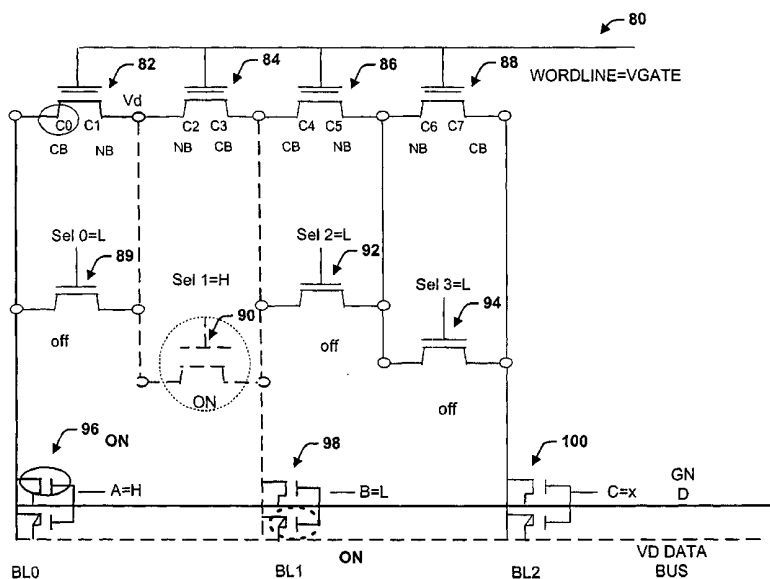 80
82
84
86
88
WORDLINE=VGATE
Vd
C0 C1
C2 C3
C4 C5
C6 C7
CB NB
NB CB
CB NB
NB CB
Sel 0=L
89
Sel 1=H
90
Sel 2=L
92
Sel 3=L
94
off
ON
off
off
96
ON
98
100
A=H
B=L
C=x
GN
D
ON
VD DATA
BUS
BL0
BL1
BL2